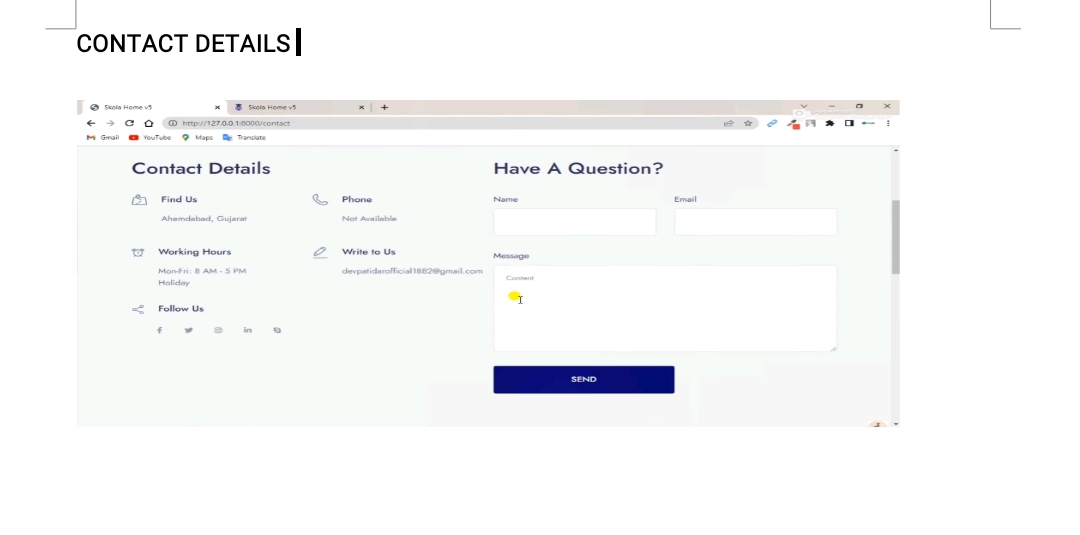 CONTACT DETAILS
Skola Home v5
Skola Home v5
http://127.0.0.1:8000/contact
Gmail YouTube Maps Translate
Contact Details
Find Us
Ahemdabad, Gujarat
Phone
Not Available
Working Hours
Mon-Fri: 8 AM - 5 PM
Holiday
Write to Us
devpatidarofficial1882@gmail.com
Follow Us
Have A Question?
Name
Email
Message
Content
SEND